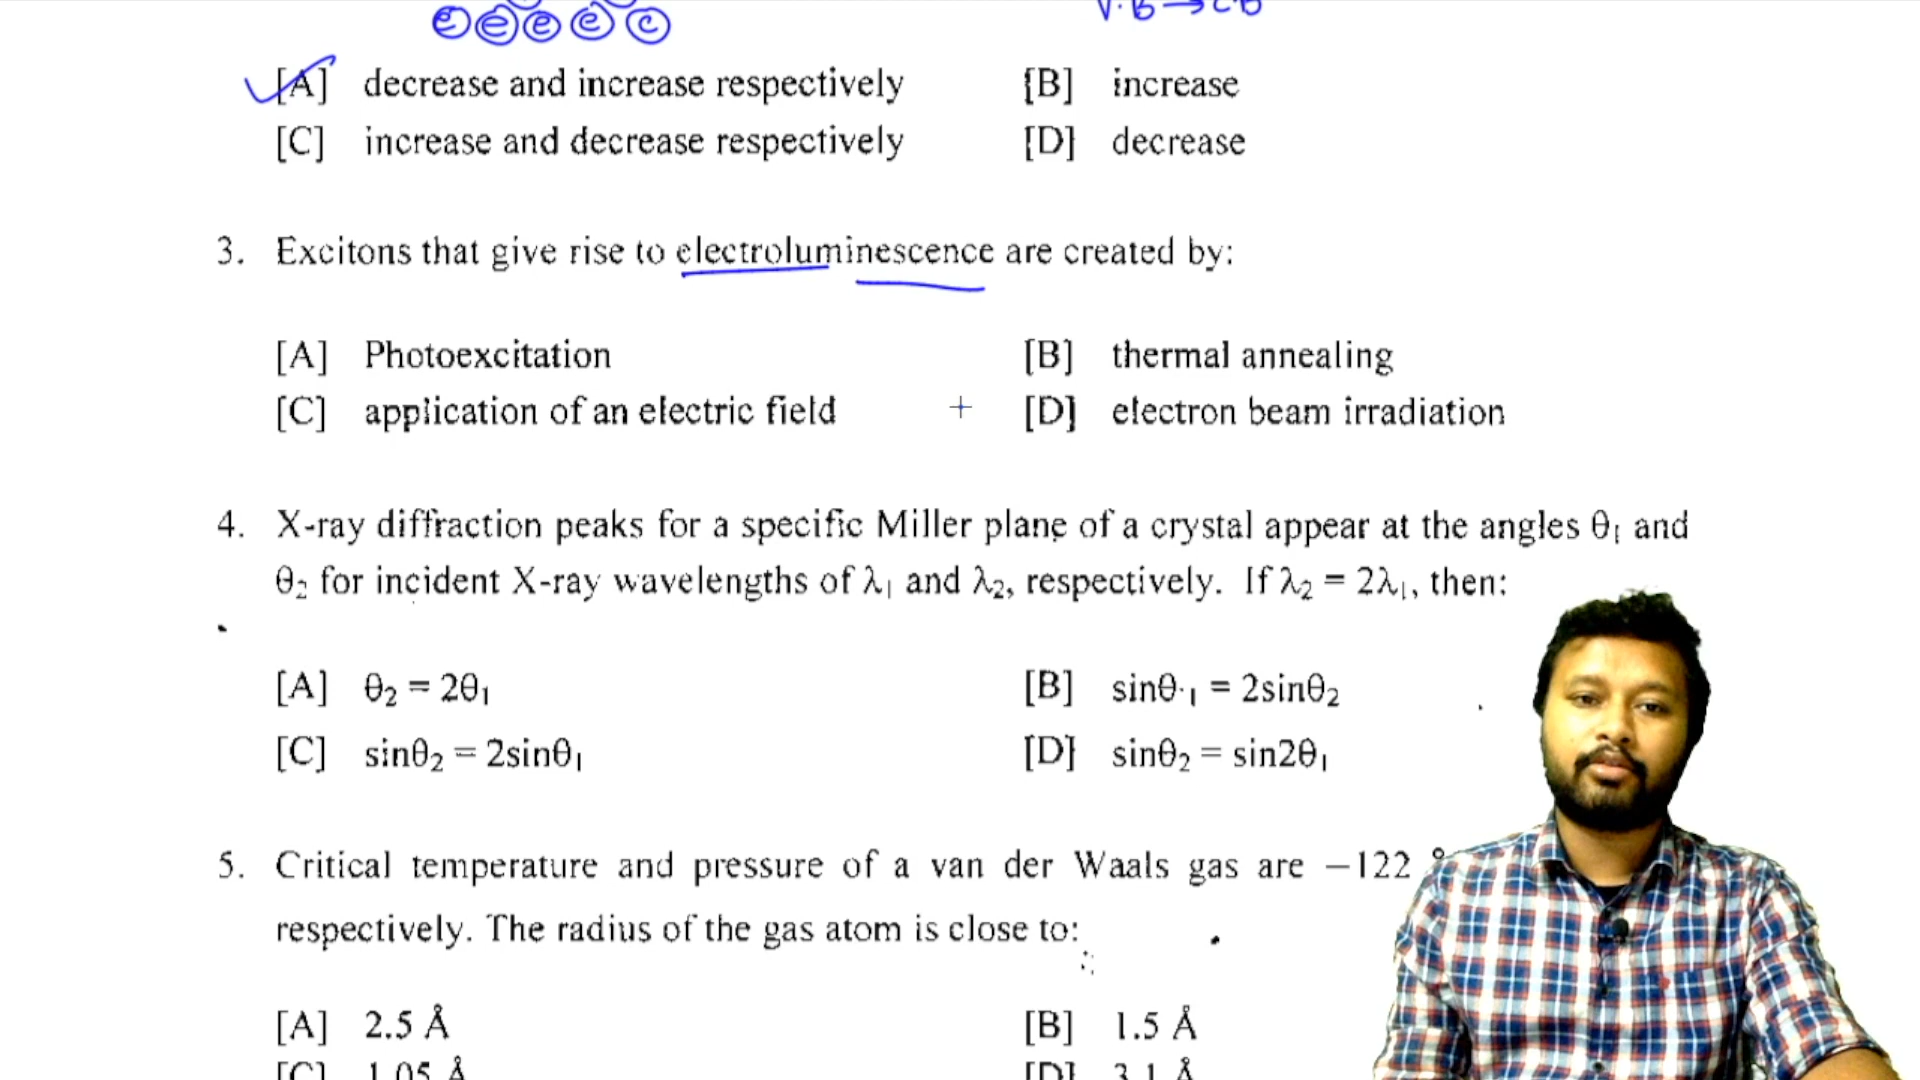 e e e e e
V.B → C B
[A] decrease and increase respectively [B] increase
[C] increase and decrease respectively [D] decrease
3. Excitons that give rise to electroluminescence are created by:
[A] Photoexcitation [B] thermal annealing
[C] application of an electric field [D] electron beam irradiation
4. X-ray diffraction peaks for a specific Miller plane of a crystal appear at the angles θ₁ and
θ₂ for incident X-ray wavelengths of λ₁ and λ₂, respectively. If λ₂ = 2λ₁, then:
[A] θ₂ = 2θ₁ [B] sinθ₁ = 2sinθ₂
[C] sinθ₂ = 2sinθ₁ [D] sinθ₂ = sin2θ₁
5. Critical temperature and pressure of a van der Waals gas are −122 °
respectively. The radius of the gas atom is close to:
[A] 2.5 Å [B] 1.5 Å
[C] 1.05 Å [D] 3.1 Å